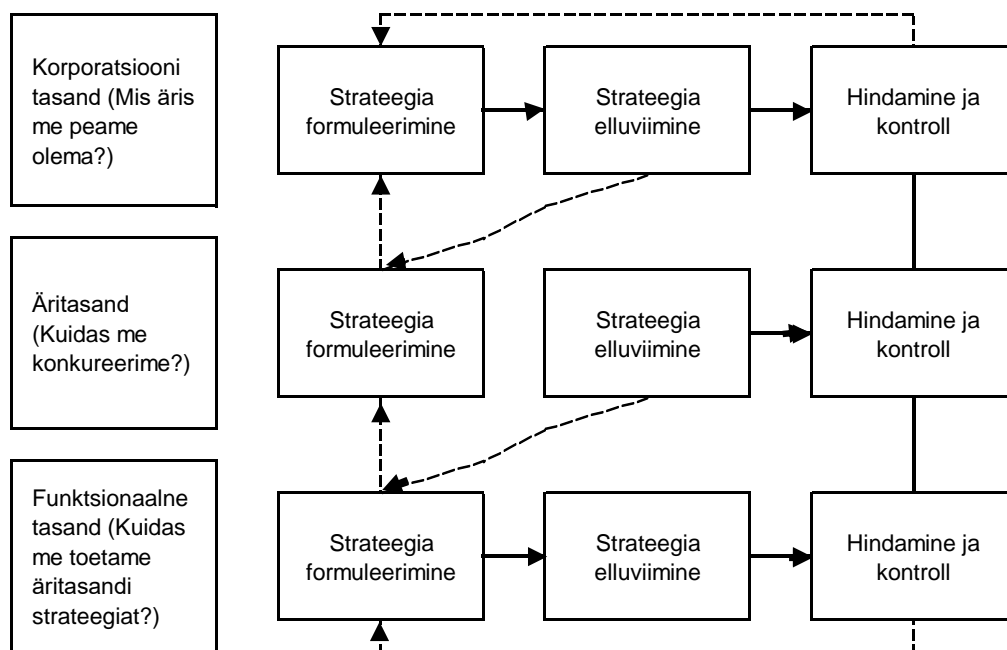 Korporatsiooni
tasand (Mis äris
me peame
olema?)
Strateegia
formuleerimine
Strateegia
elluviimine
Hindamine ja
kontroll
Äritasand
(Kuidas me
konkureerime?)
Strateegia
formuleerimine
Strateegia
elluviimine
Hindamine ja
kontroll
Funktsionaalne
tasand (Kuidas
me toetame
äritasandi
strateegiat?)
Strateegia
formuleerimine
Strateegia
elluviimine
Hindamine ja
kontroll